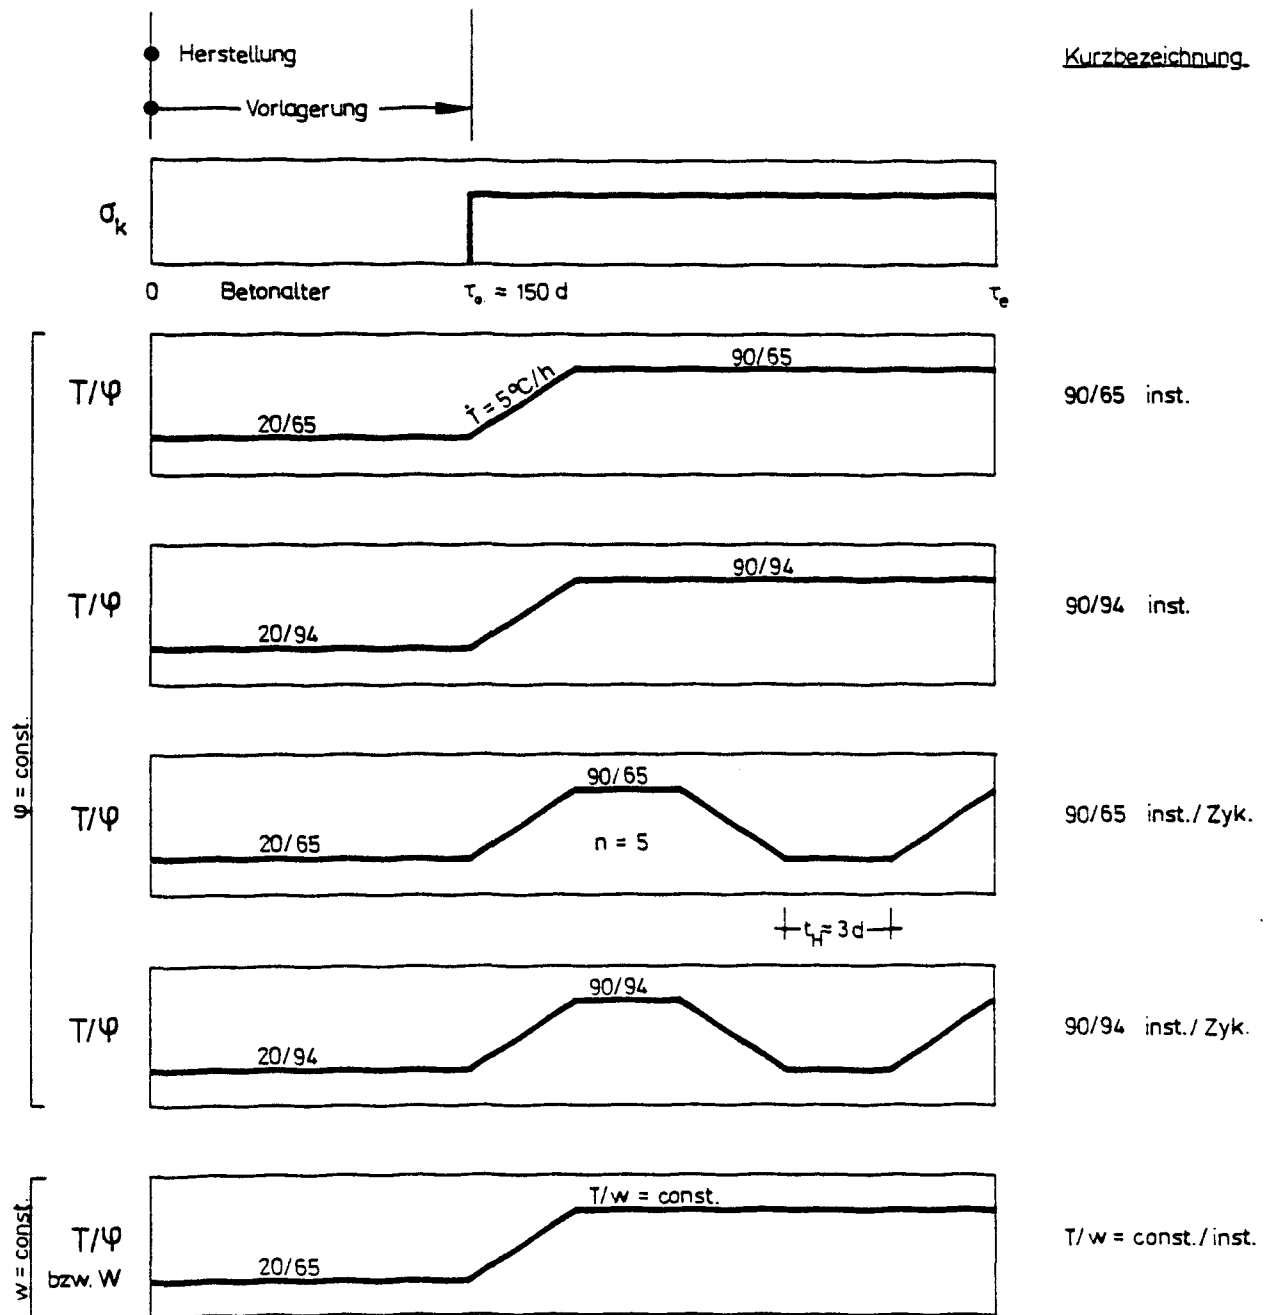 Herstellung
Kurzbezeichnung
Vorlagerung
σk
0 Betonalter τo = 150 d τe
T/φ 20/65 Ṫ = 5°C/h 90/65 90/65 inst.
T/φ 20/94 90/94 90/94 inst.
φ = const.
T/φ 20/65 90/65 n = 5 90/65 inst./Zyk.
tH = 3d
T/φ 20/94 90/94 90/94 inst./Zyk.
w = const.
T/φ bzw. W 20/65 T/w = const. T/w = const./inst.